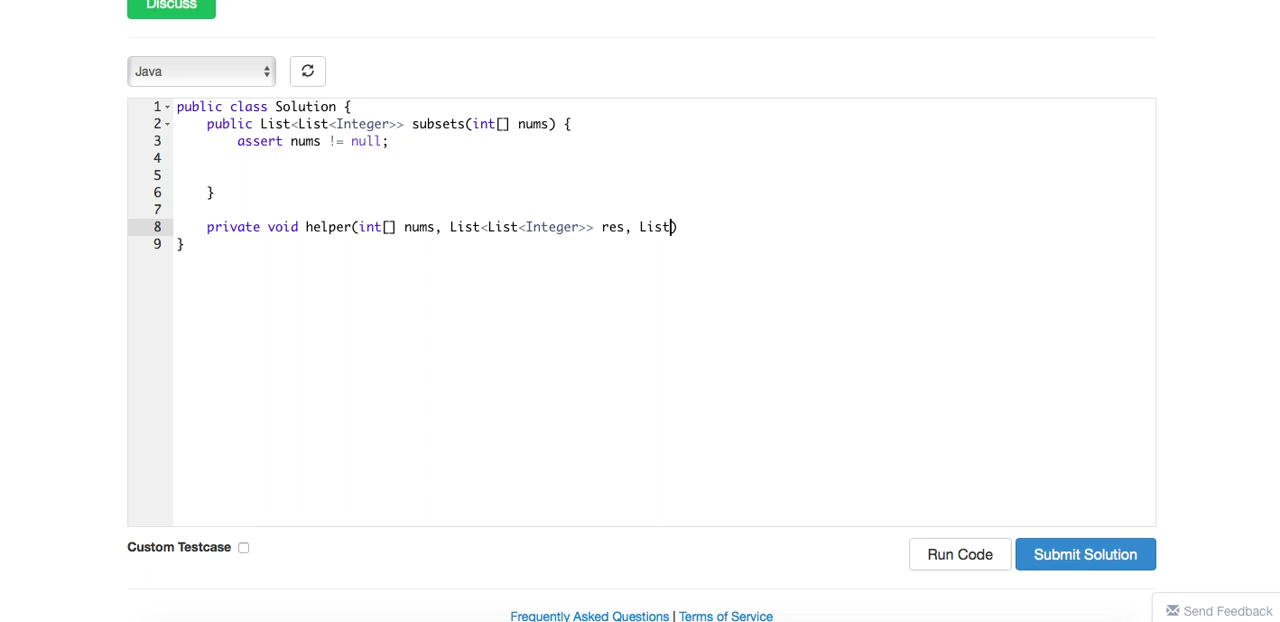 Discuss
Java
1 public class Solution {
2 public List<List<Integer>> subsets(int[] nums) {
3 assert nums != null;
4
5
6 }
7
8 private void helper(int[] nums, List<List<Integer>> res, List)
9 }
Custom Testcase
Run Code Submit Solution
Send Feedback
Frequently Asked Questions | Terms of Service